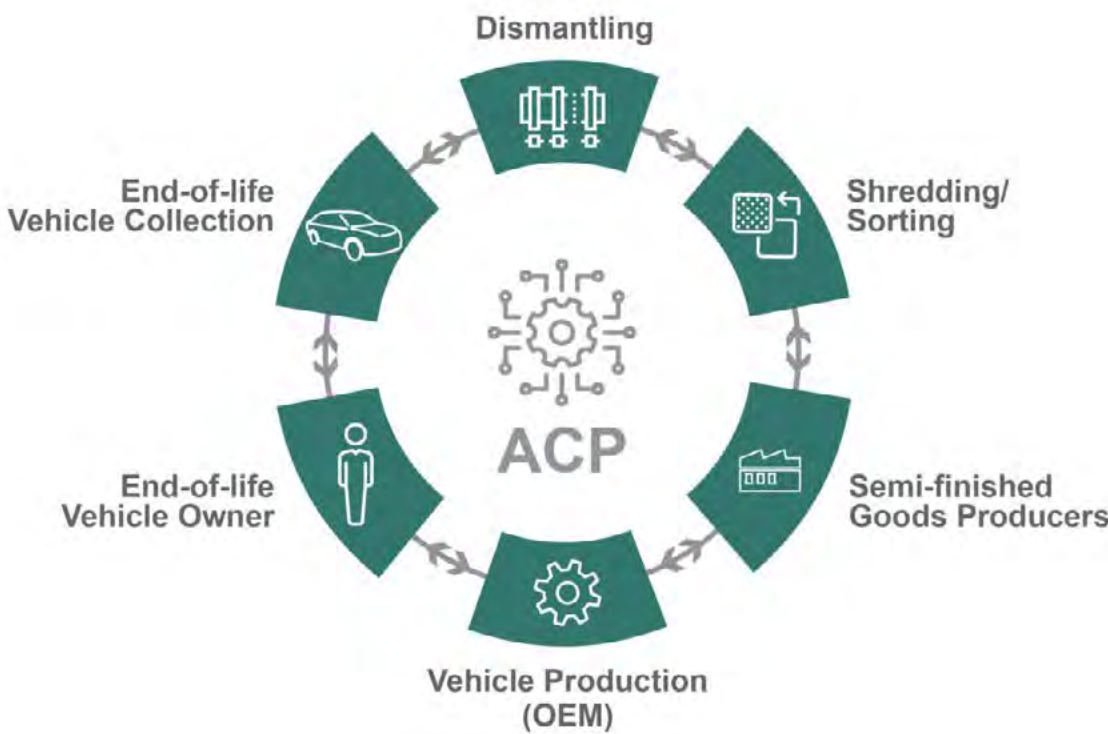 Dismantling
End-of-life
Vehicle Collection
Shredding/
Sorting
ACP
End-of-life
Vehicle Owner
Semi-finished
Goods Producers
Vehicle Production
(OEM)